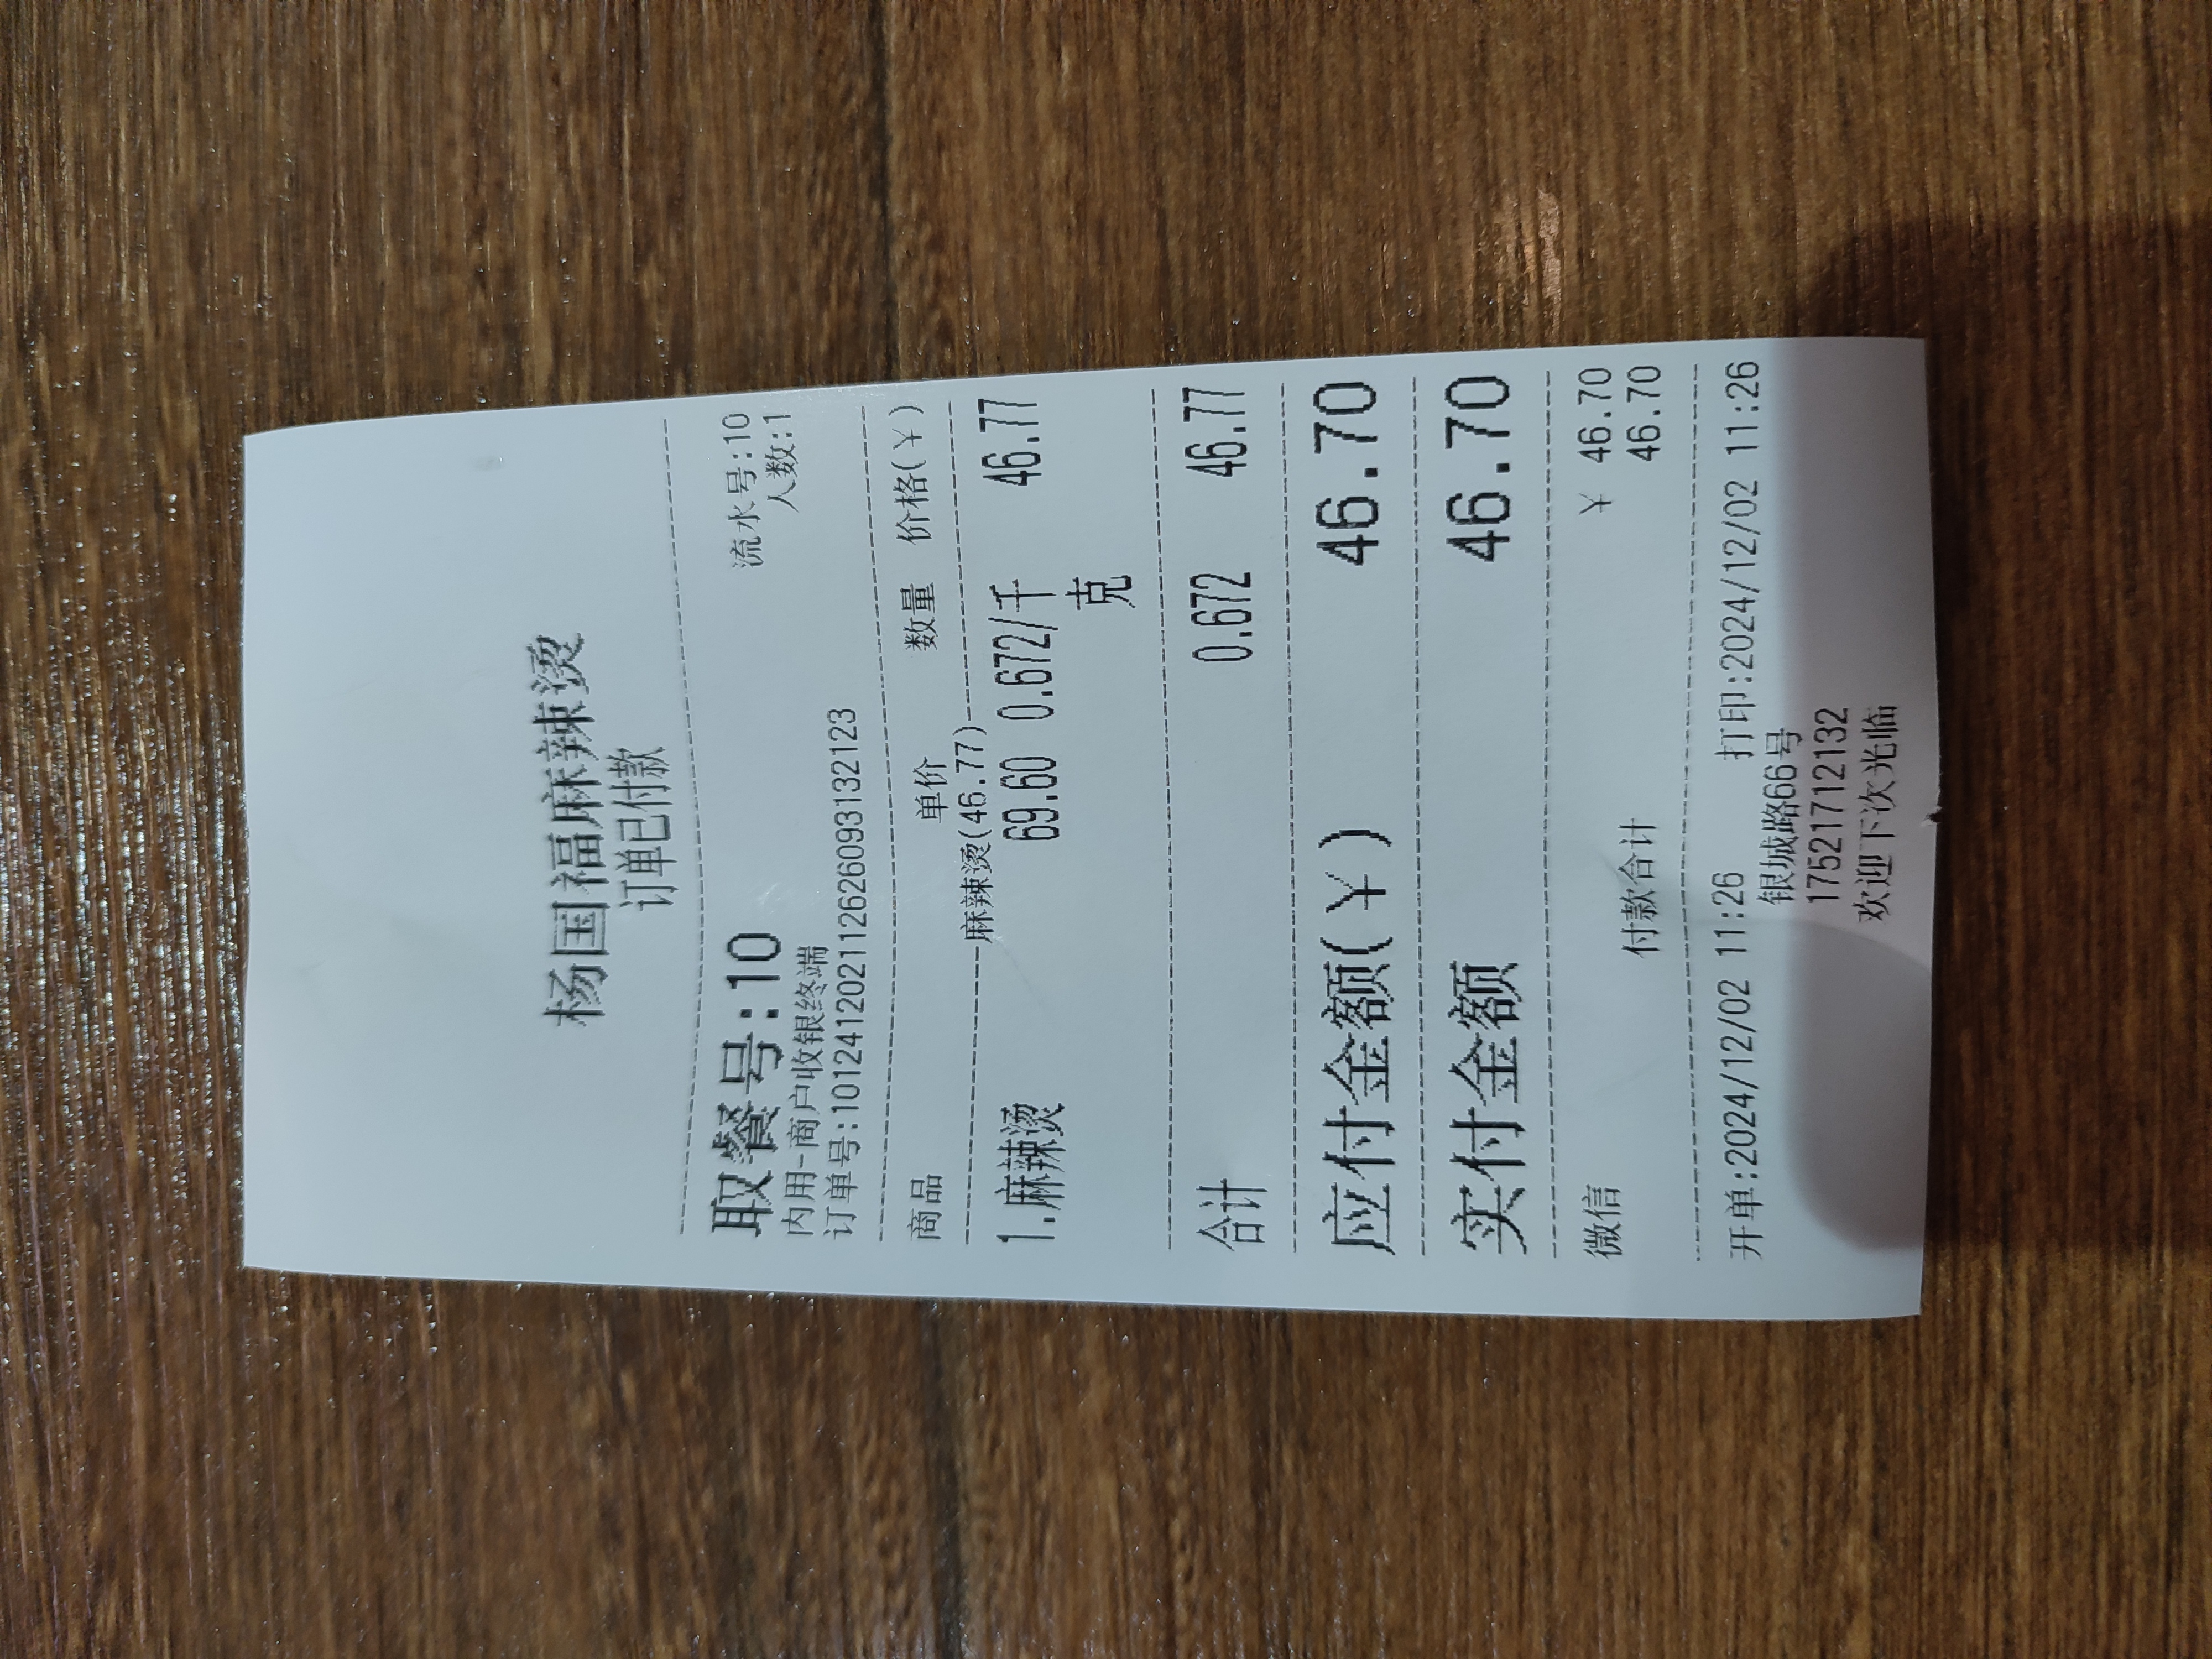 杨国福麻辣烫
订单已付款
取餐号:10 流水号:10
内用-商户收银终端 人数:1
订单号:101241202112626093132123
商品 单价 数量 价格(￥)
麻辣烫(46.77)
1.麻辣烫 69.60 0.672/千 46.77
克
合计 0.672 46.77
应付金额(￥) 46.70
实付金额 46.70
微信 ￥ 46.70
付款合计 46.70
开单:2024/12/02 11:26 打印:2024/12/02 11:26
银城路66号
17521712132
欢迎下次光临